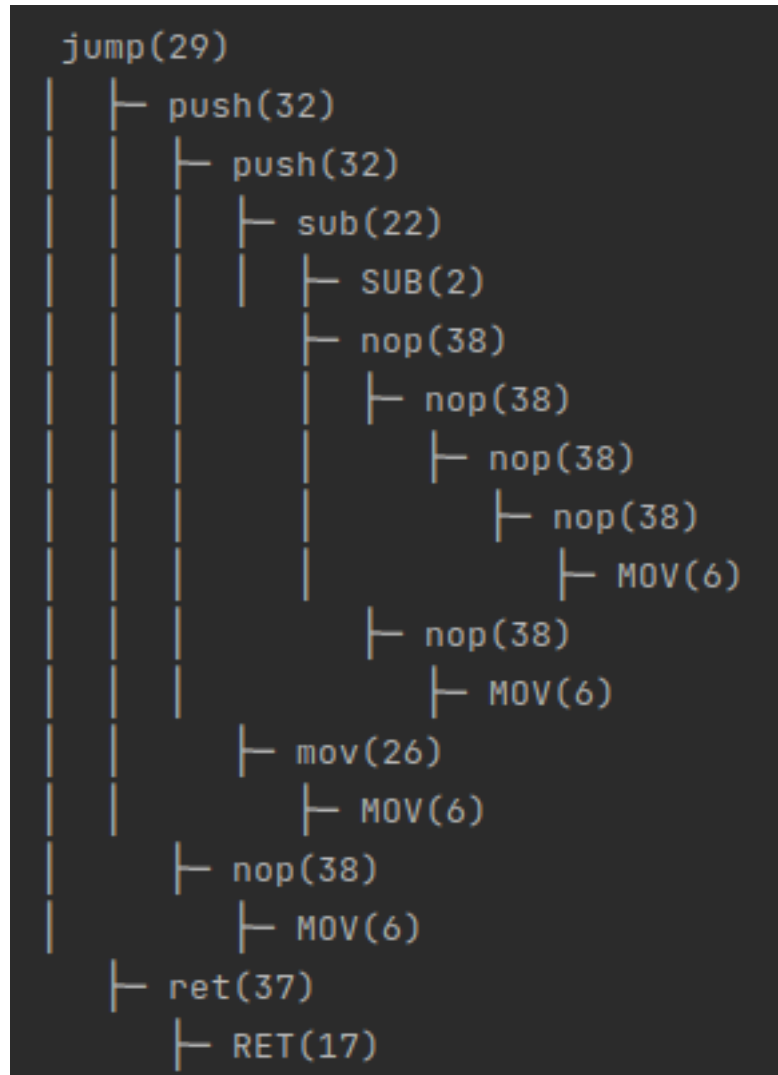 jump(29)
│   ├─ push(32)
│   │   ├─ push(32)
│   │   │   ├─ sub(22)
│   │   │   │   ├─ SUB(2)
│   │   │       ├─ nop(38)
│   │   │       │   ├─ nop(38)
│   │   │       │       ├─ nop(38)
│   │   │       │           ├─ nop(38)
│   │   │       │               ├─ MOV(6)
│   │   │           ├─ nop(38)
│   │   │               ├─ MOV(6)
│   │       ├─ mov(26)
│   │           ├─ MOV(6)
│       ├─ nop(38)
│           ├─ MOV(6)
    ├─ ret(37)
        ├─ RET(17)